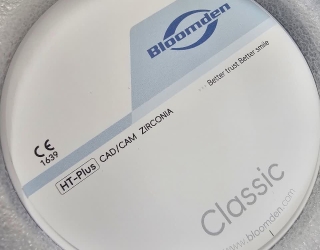 Bloomden
··· Better trust Better smile
CE
1639
HT-Plus CAD/CAM ZIRCONIA
Classic
www.bloomden.com